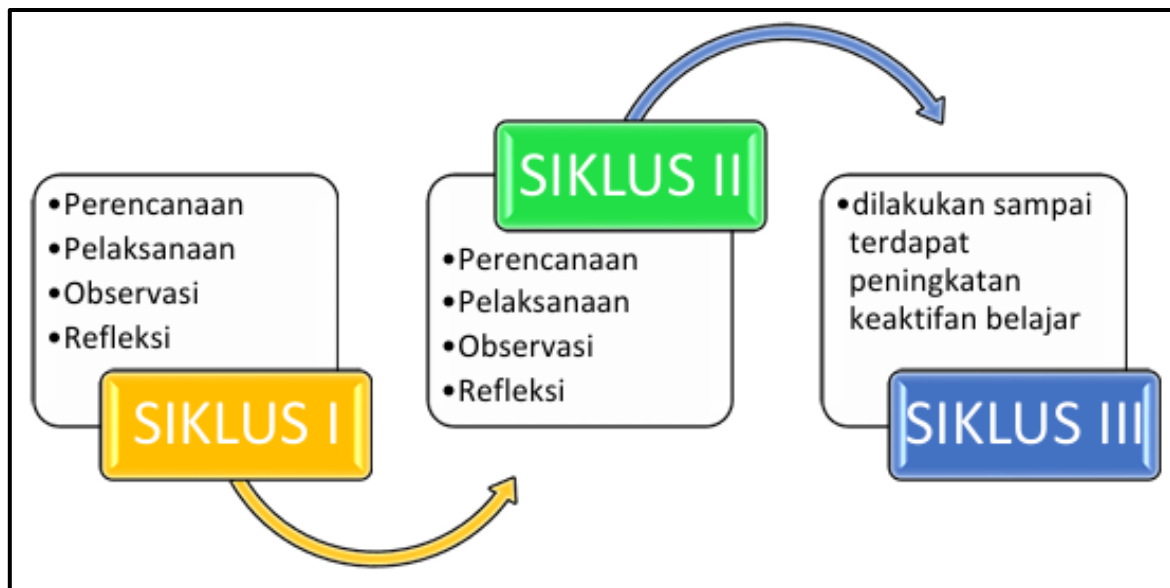 •Perencanaan
•Pelaksanaan
•Observasi
•Refleksi
SIKLUS I
SIKLUS II
•Perencanaan
•Pelaksanaan
•Observasi
•Refleksi
•dilakukan sampai
terdapat
peningkatan
keaktifan belajar
SIKLUS III